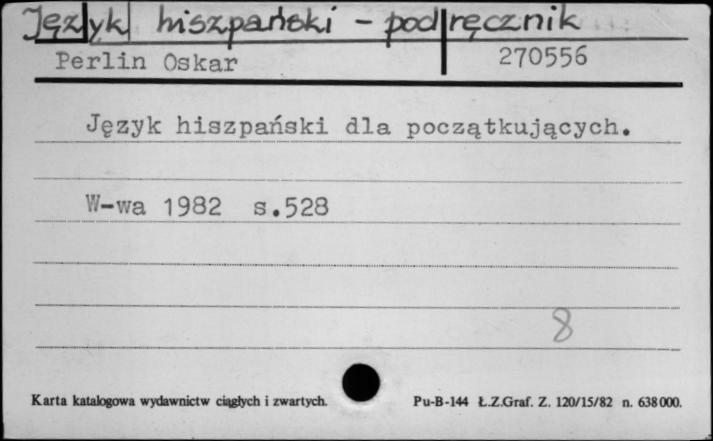 Język hiszpański - podręcznik
Perlin Oskar 270556
Język hiszpański dla początkujących.
W-wa 1982 s.528
8
Karta katalogowa wydawnictw ciągłych i zwartych. Pu-B-144 Ł.Z.Graf. Z. 120/15/82 n. 638000.